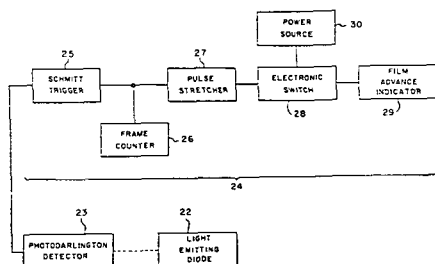 POWER
SOURCE
30
25
SCHMITT
TRIGGER
27
PULSE
STRETCHER
ELECTRONIC
SWITCH
28
FILM
ADVANCE
INDICATOR
29
FRAME
COUNTER
26
24
23
PHOTODARLINGTON
DETECTOR
22
LIGHT
EMITTING
DIODE